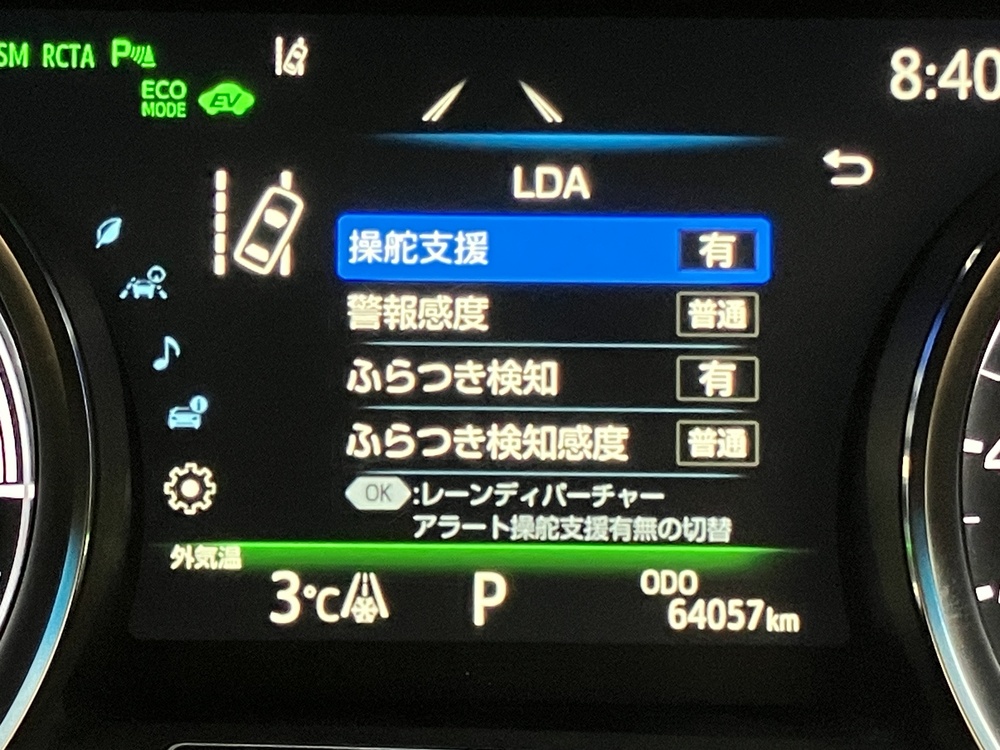 SM RCTA P
8:40
ECO
MODE
EV
LDA
操舵支援 有
警報感度 普通
ふらつき検知 有
ふらつき検知感度 普通
OK:レーンディパーチャー
アラート操舵支援有無の切替
外気温
3℃ P ODO
64057km